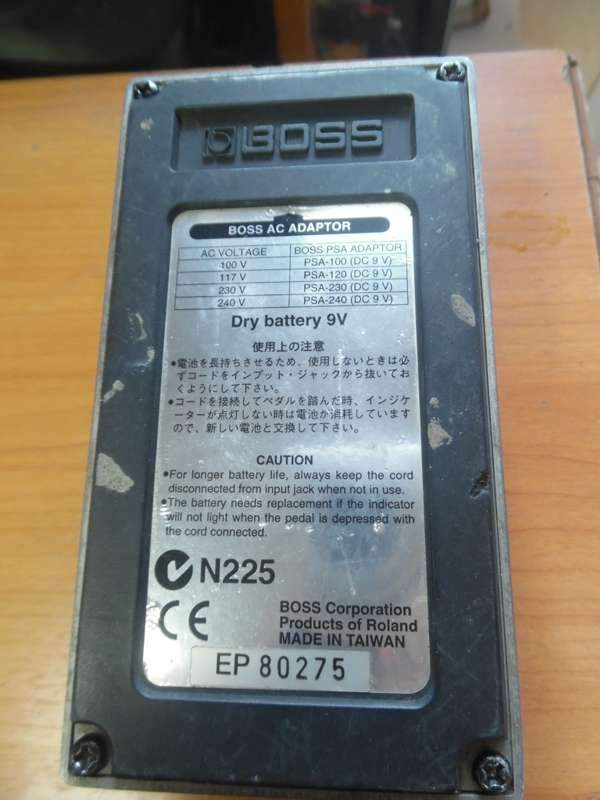 BOSS
BOSS AC ADAPTOR
AC VOLTAGE BOSS PSA ADAPTOR
100 V PSA-100 (DC 9 V)
117 V PSA-120 (DC 9 V)
230 V PSA-230 (DC 9 V)
240 V PSA-240 (DC 9 V)
Dry battery 9V
使用上の注意
●電池を長持ちさせるため、使用しないときは必
ずコードをインプット・ジャックから抜いてお
くようにして下さい。
●コードを接続してペダルを踏んだ時、インジケ
ーターが点灯しない時は電池が消耗しています
ので、新しい電池と交換して下さい。
CAUTION
●For longer battery life, always keep the cord
disconnected from input jack when not in use.
●The battery needs replacement if the indicator
will not light when the pedal is depressed with
the cord connected.
N225
CE
BOSS Corporation
Products of Roland
MADE IN TAIWAN
EP 80275